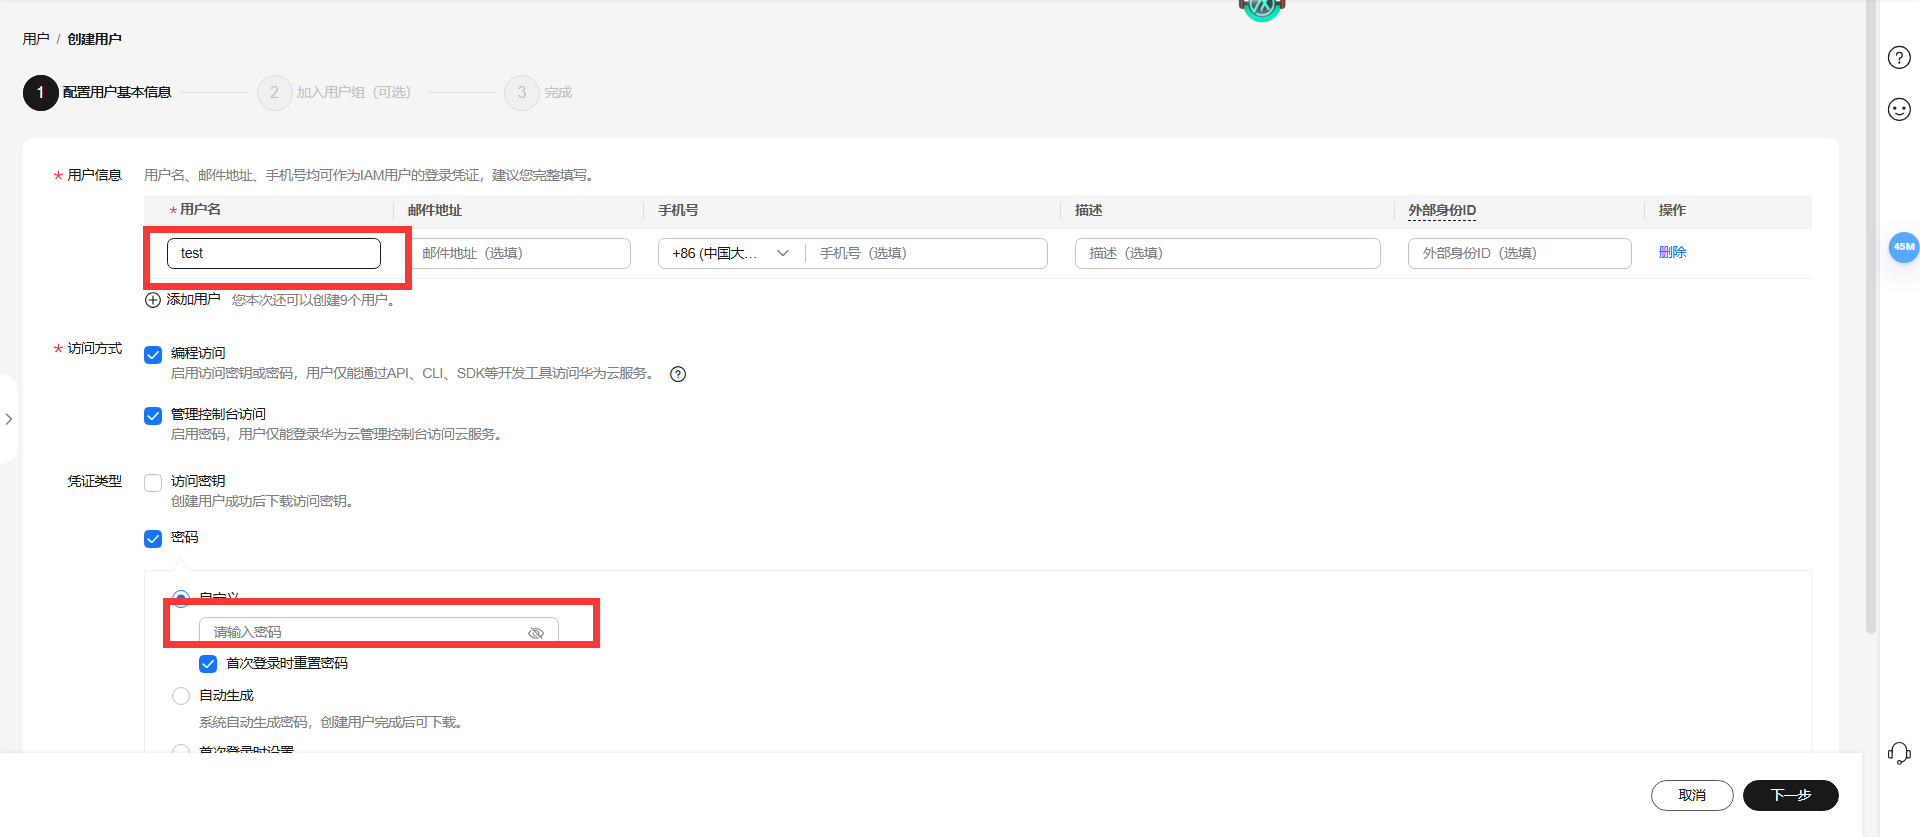 用户 / 创建用户
1 配置用户基本信息 2 加入用户组（可选） 3 完成
* 用户信息 用户名、邮件地址、手机号均可作为IAM用户的登录凭证，建议您完整填写。
* 用户名 邮件地址 手机号 描述 外部身份ID 操作
test 邮件地址（选填） +86 (中国大... 手机号（选填） 描述（选填） 外部身份ID（选填） 删除
添加用户 您本次还可以创建9个用户。
45M
* 访问方式 编程访问
启用访问密钥或密码，用户仅能通过API、CLI、SDK等开发工具访问华为云服务。
管理控制台访问
启用密码，用户仅能登录华为云管理控制台访问云服务。
凭证类型 访问密钥
创建用户成功后下载访问密钥。
密码
自定义
请输入密码
首次登录时重置密码
自动生成
系统自动生成密码，创建用户完成后可下载。
首次登录时设置
取消 下一步